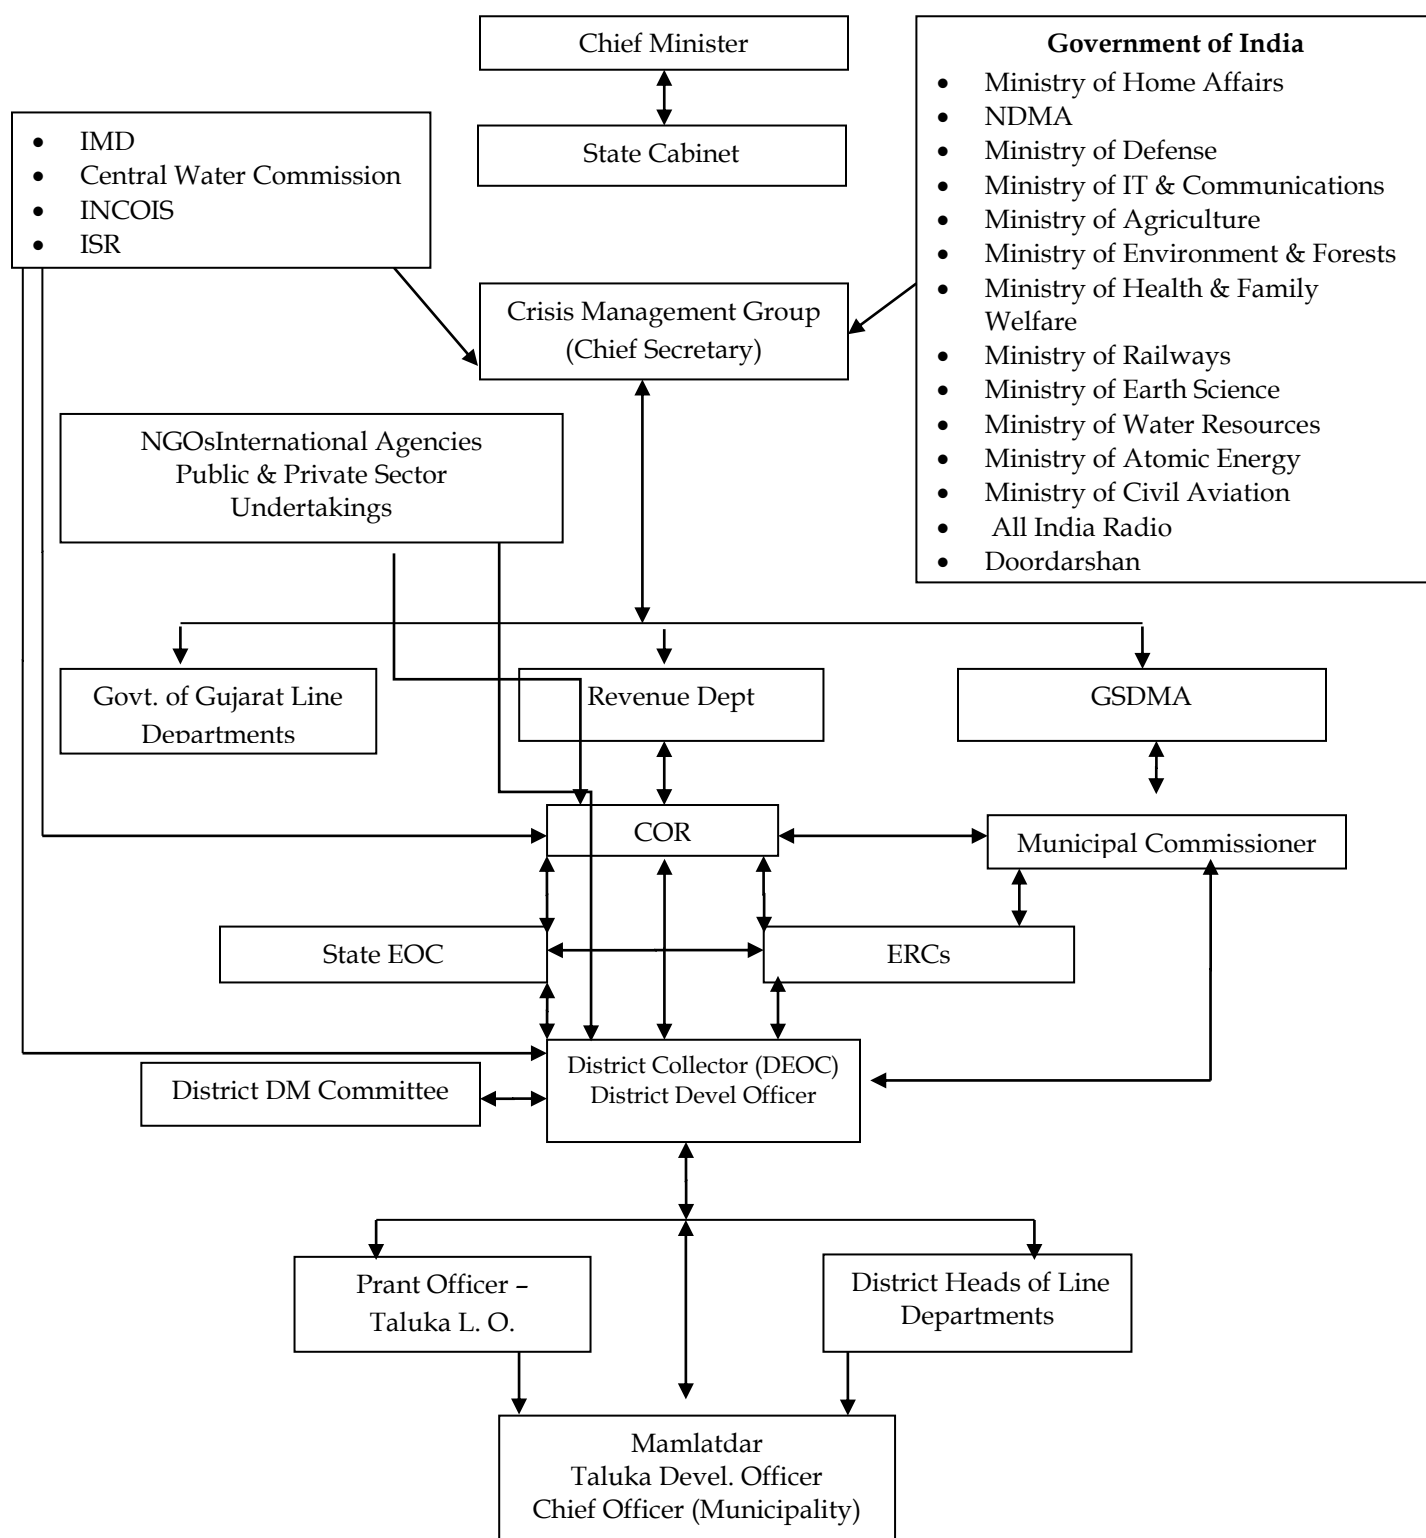 Chief Minister
State Cabinet
• IMD
• Central Water Commission
• INCOIS
• ISR
Government of India
• Ministry of Home Affairs
• NDMA
• Ministry of Defense
• Ministry of IT & Communications
• Ministry of Agriculture
• Ministry of Environment & Forests
• Ministry of Health & Family
Welfare
• Ministry of Railways
• Ministry of Earth Science
• Ministry of Water Resources
• Ministry of Atomic Energy
• Ministry of Civil Aviation
• All India Radio
• Doordarshan
Crisis Management Group
(Chief Secretary)
NGOsInternational Agencies
Public & Private Sector
Undertakings
Govt. of Gujarat Line
Departments
Revenue Dept
GSDMA
COR
Municipal Commissioner
State EOC
ERCs
District DM Committee
District Collector (DEOC)
District Devel Officer
Prant Officer –
Taluka L. O.
District Heads of Line
Departments
Mamlatdar
Taluka Devel. Officer
Chief Officer (Municipality)